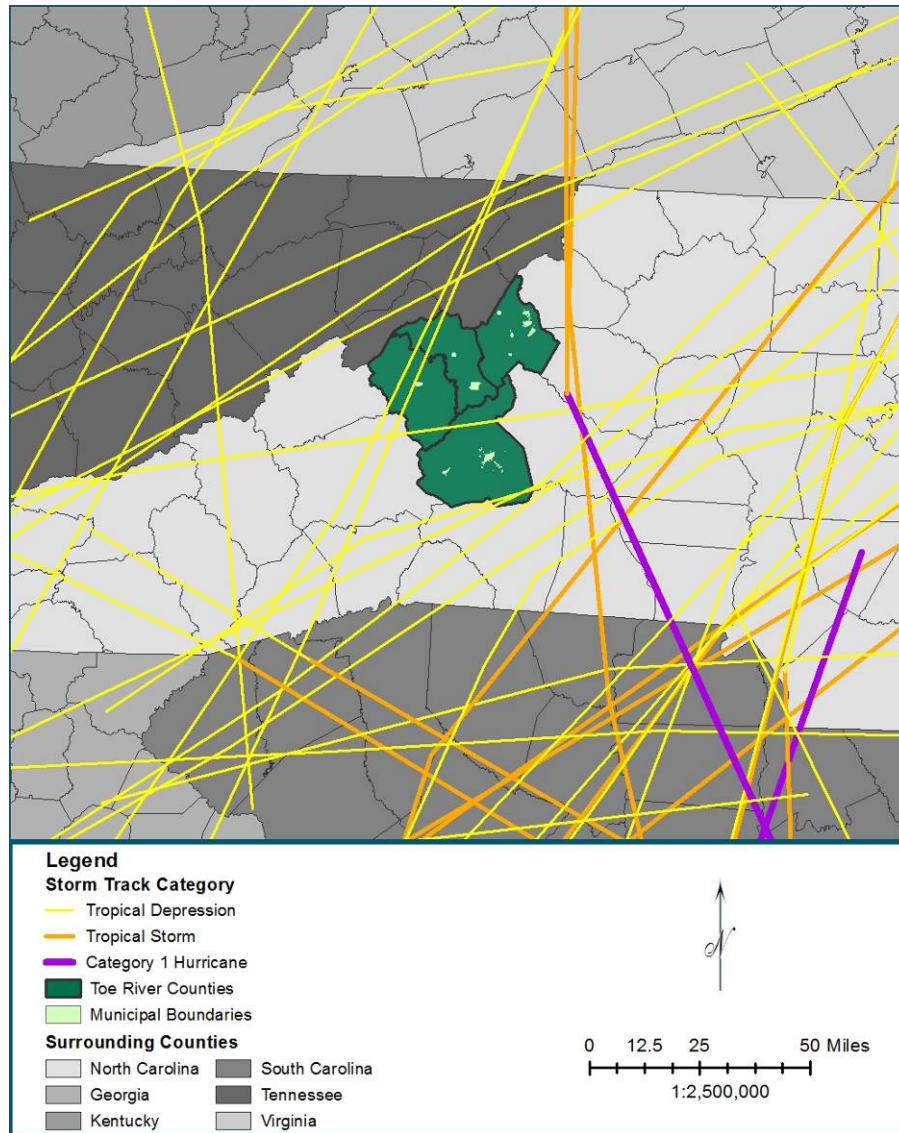 Legend
Storm Track Category
Tropical Depression
Tropical Storm
Category 1 Hurricane
Toe River Counties
Municipal Boundaries
Surrounding Counties
North Carolina South Carolina
Georgia Tennessee
Kentucky Virginia
N
0 12.5 25 50 Miles
1:2,500,000